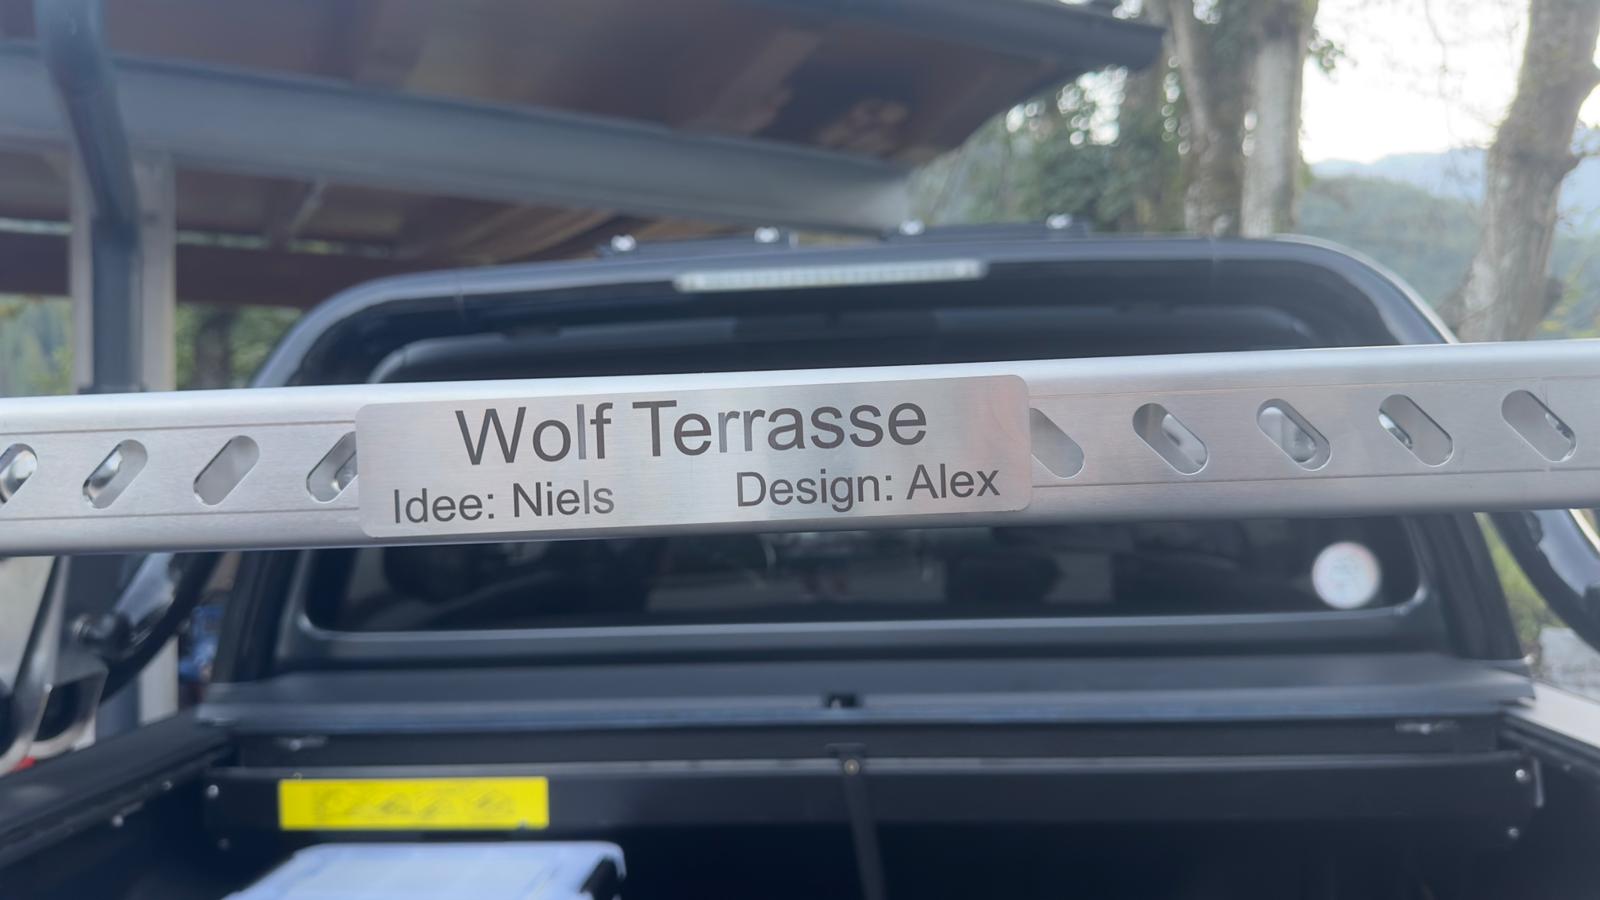 Wolf Terrasse
Idee: Niels Design: Alex